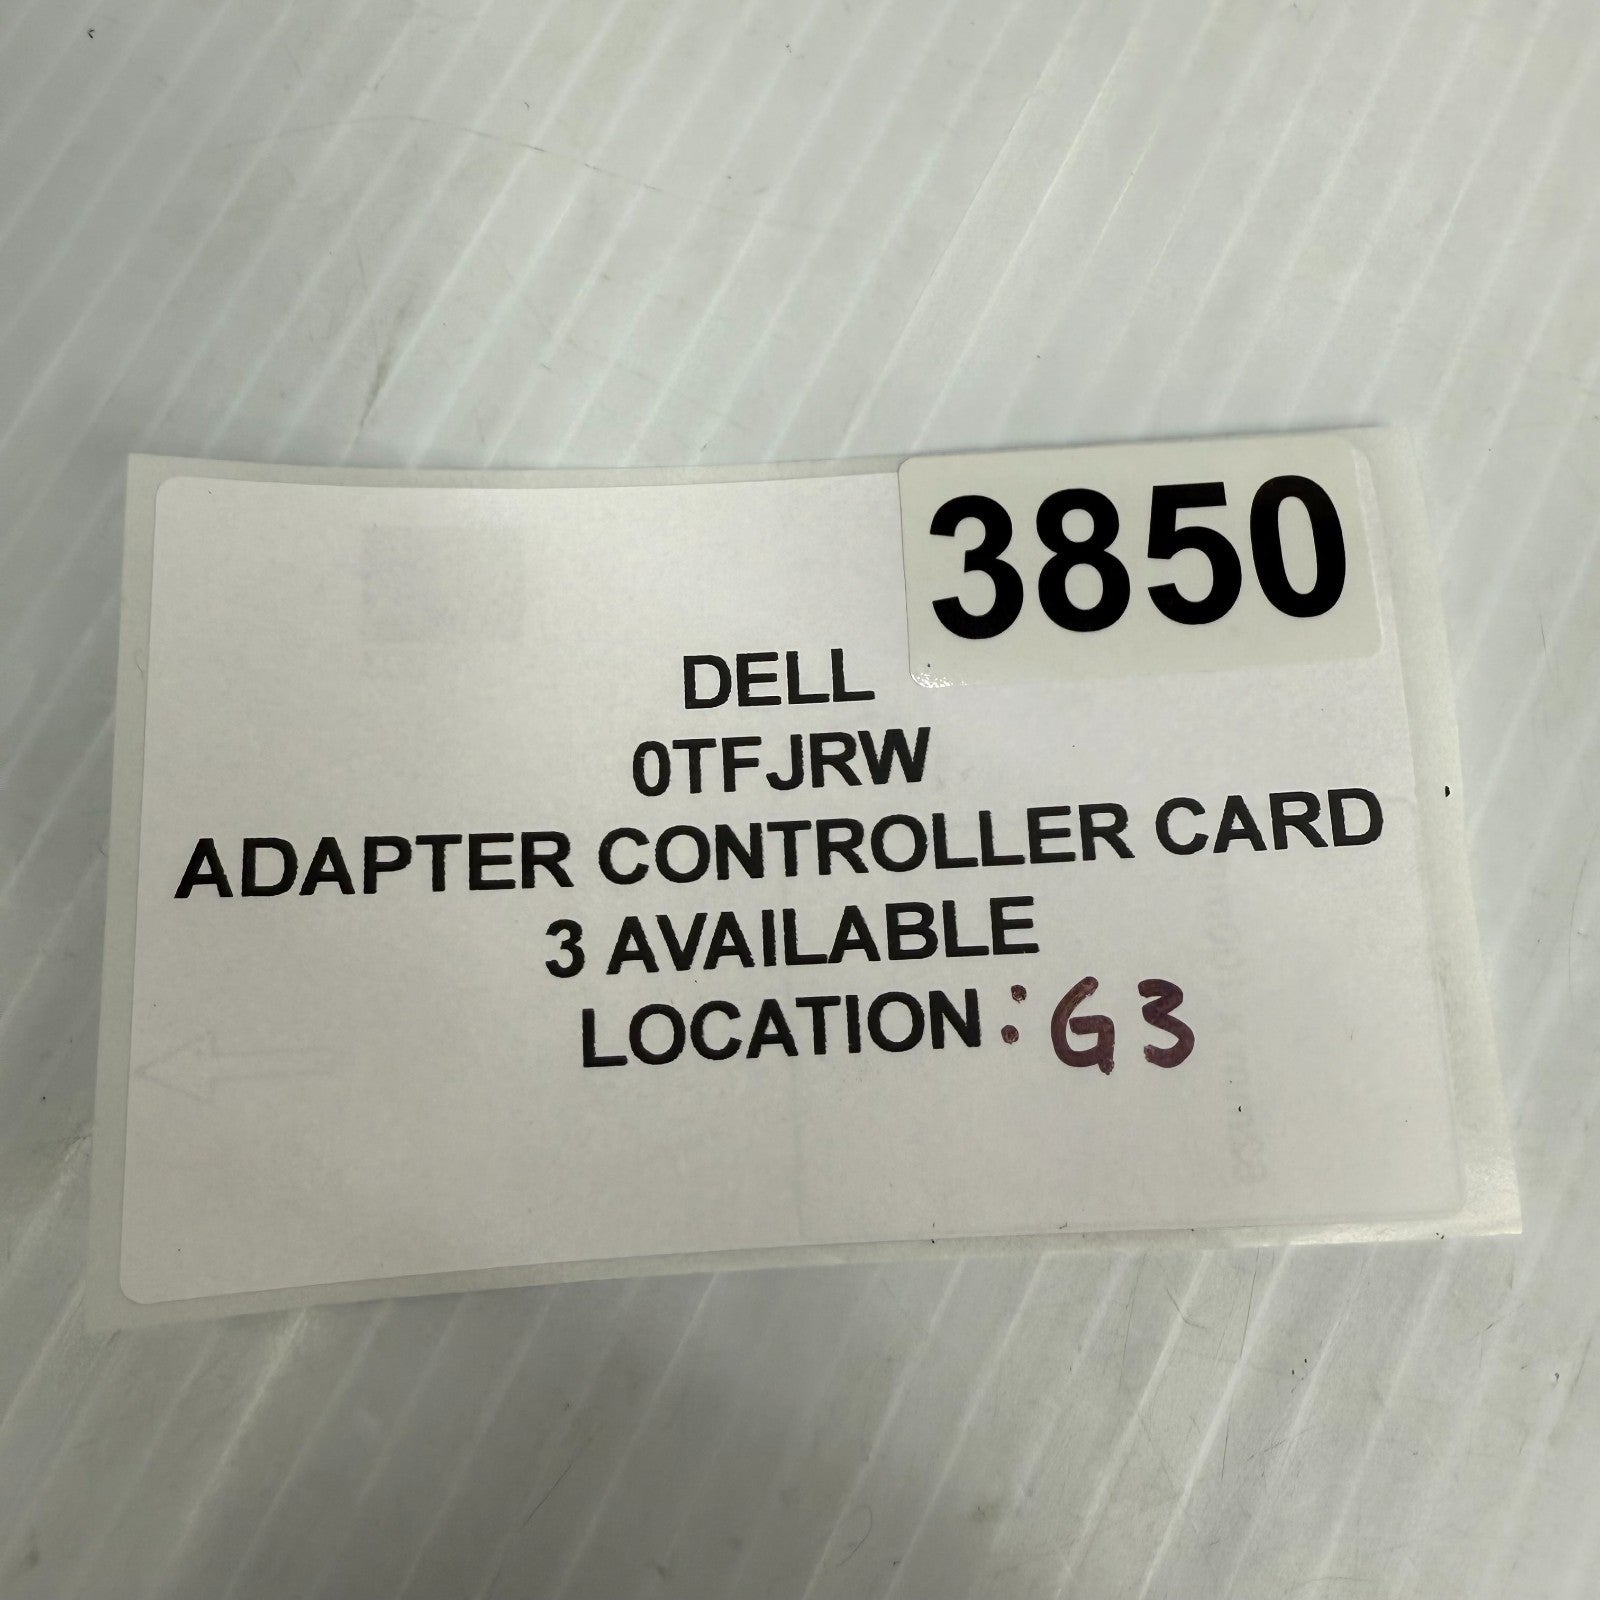 3850
DELL
0TFJRW
ADAPTER CONTROLLER CARD
3 AVAILABLE
LOCATION: G3